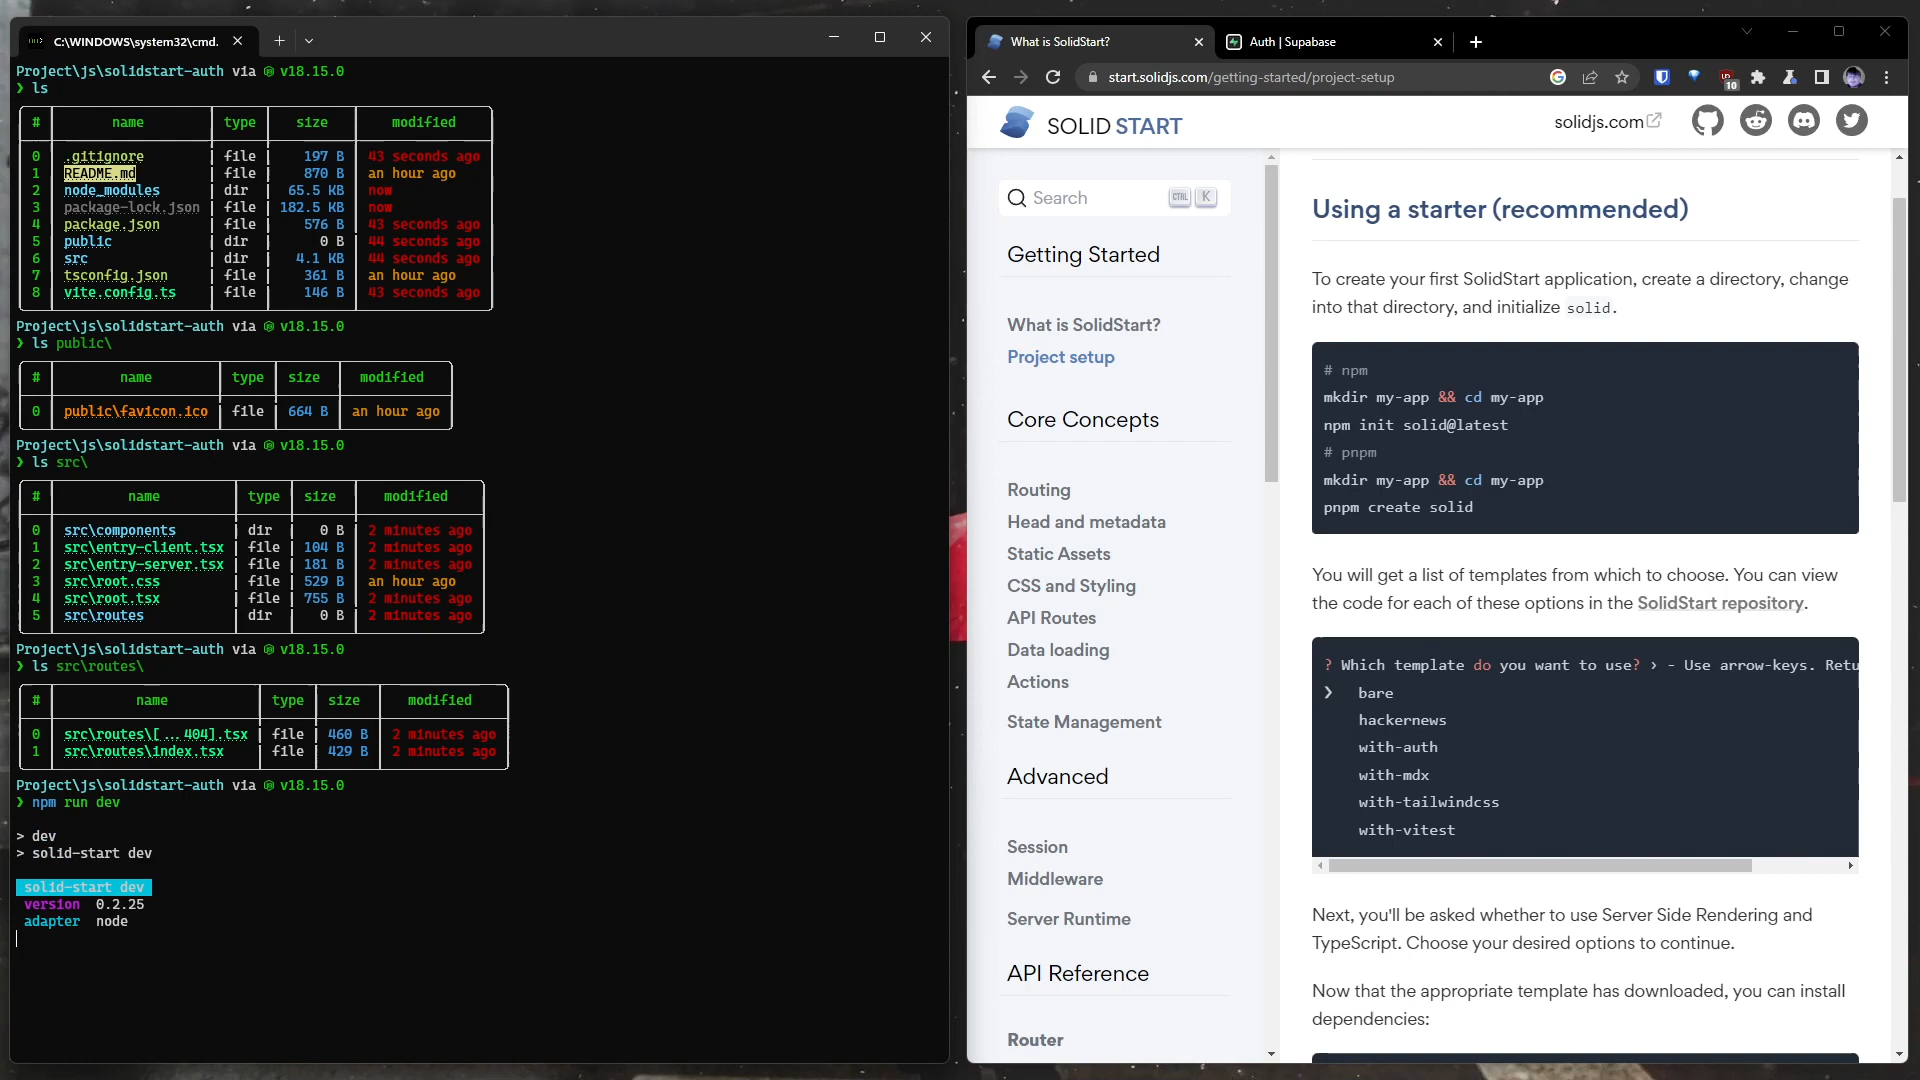 C:\WINDOWS\system32\cmd.
Project\js\solidstart-auth via v18.15.0
❯ ls
# name type size modified
0 .gitignore file 197 B 43 seconds ago
1 README.md file 870 B an hour ago
2 node_modules dir 65.5 KB now
3 package-lock.json file 182.5 KB now
4 package.json file 576 B 43 seconds ago
5 public dir 0 B 44 seconds ago
6 src dir 4.1 KB 44 seconds ago
7 tsconfig.json file 361 B an hour ago
8 vite.config.ts file 146 B 43 seconds ago
Project\js\solidstart-auth via v18.15.0
❯ ls public\
# name type size modified
0 public\favicon.ico file 664 B an hour ago
Project\js\solidstart-auth via v18.15.0
❯ ls src\
# name type size modified
0 src\components dir 0 B 2 minutes ago
1 src\entry-client.tsx file 104 B 2 minutes ago
2 src\entry-server.tsx file 181 B 2 minutes ago
3 src\root.css file 529 B an hour ago
4 src\root.tsx file 755 B 2 minutes ago
5 src\routes dir 0 B 2 minutes ago
Project\js\solidstart-auth via v18.15.0
❯ ls src\routes\
# name type size modified
0 src\routes\[...404].tsx file 460 B 2 minutes ago
1 src\routes\index.tsx file 429 B 2 minutes ago
Project\js\solidstart-auth via v18.15.0
❯ npm run dev
> dev
> solid-start dev
solid-start dev
version 0.2.25
adapter node
What is SolidStart?
Auth | Supabase
start.solidjs.com/getting-started/project-setup
10
SOLID START
solidjs.com
Search CTRL K
Getting Started
What is SolidStart?
Project setup
Core Concepts
Routing
Head and metadata
Static Assets
CSS and Styling
API Routes
Data loading
Actions
State Management
Advanced
Session
Middleware
Server Runtime
API Reference
Router
Using a starter (recommended)
To create your first SolidStart application, create a directory, change
into that directory, and initialize solid.
# npm
mkdir my-app && cd my-app
npm init solid@latest
# pnpm
mkdir my-app && cd my-app
pnpm create solid
You will get a list of templates from which to choose. You can view
the code for each of these options in the SolidStart repository.
? Which template do you want to use? › - Use arrow-keys. Retu
❯ bare
hackernews
with-auth
with-mdx
with-tailwindcss
with-vitest
Next, you'll be asked whether to use Server Side Rendering and
TypeScript. Choose your desired options to continue.
Now that the appropriate template has downloaded, you can install
dependencies: